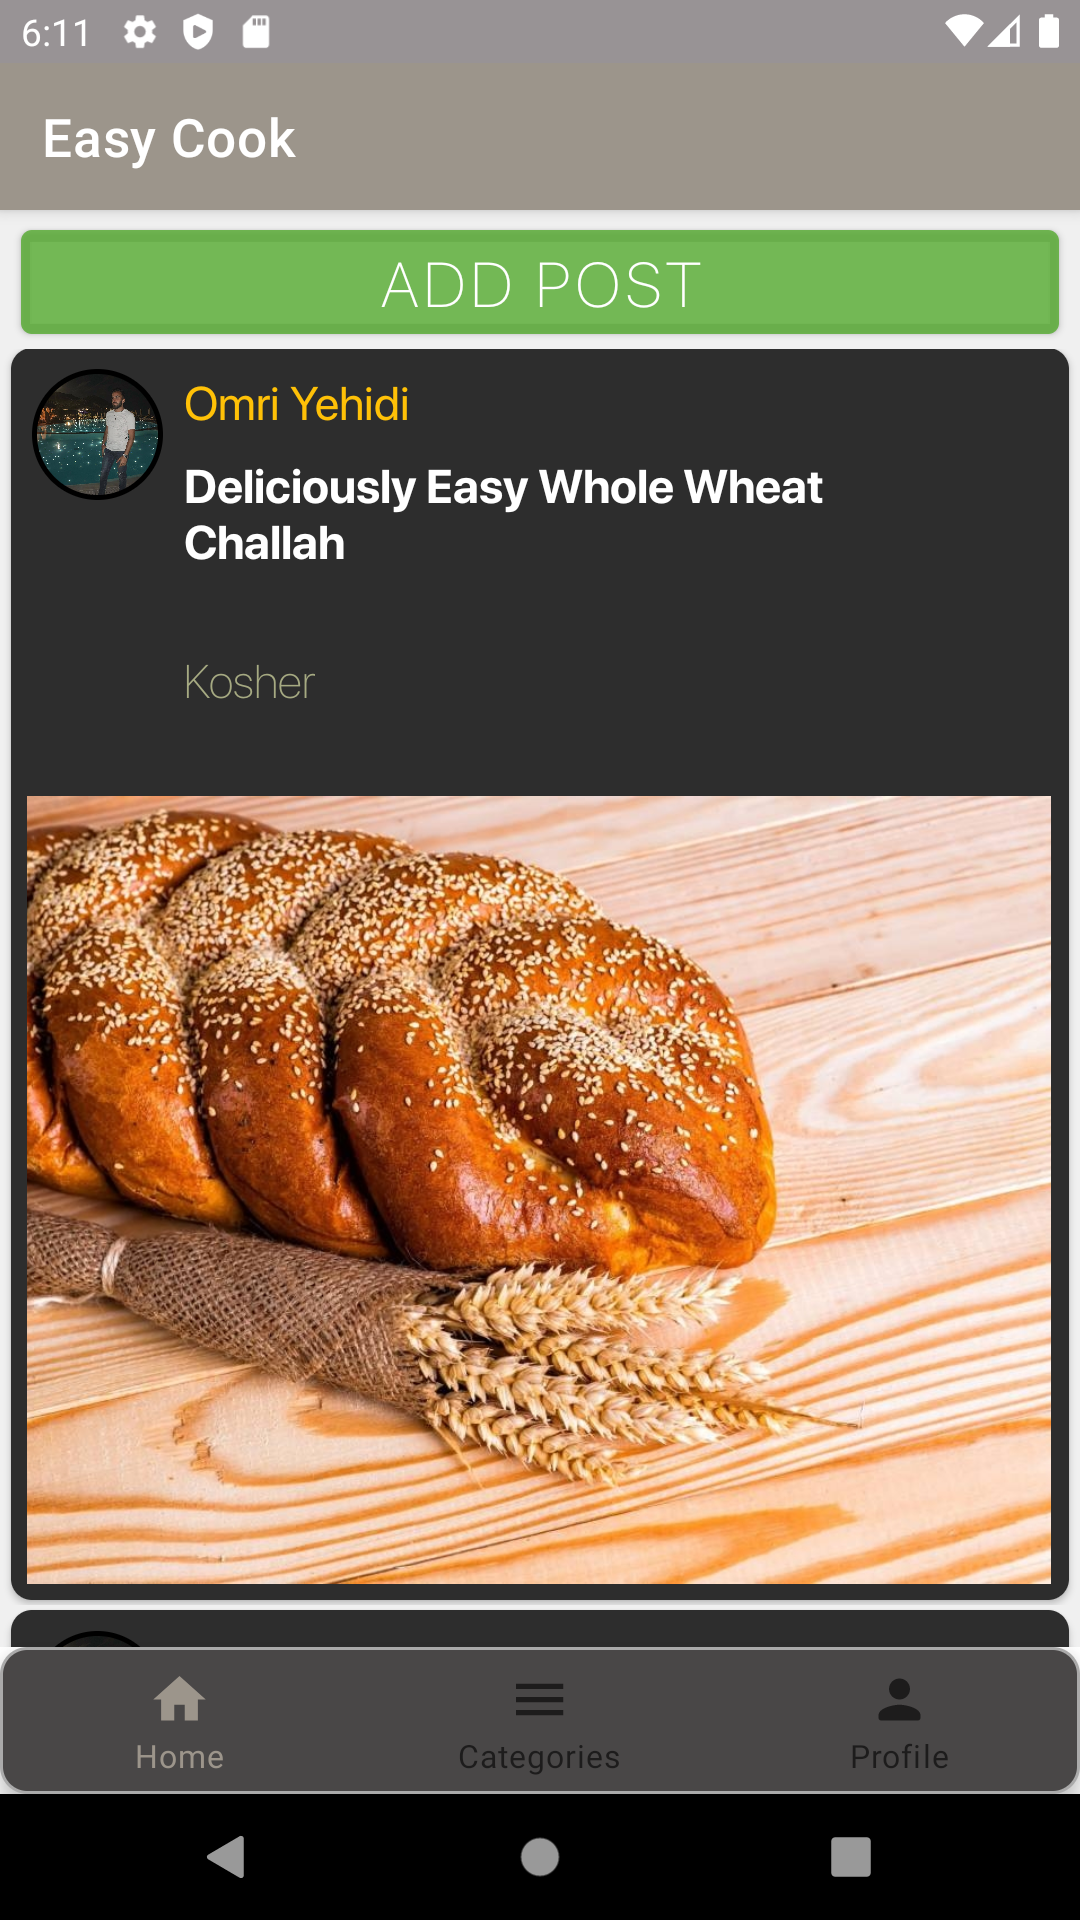 6:11
Easy Cook
ADD POST
Omri Yehidi
Deliciously Easy Whole Wheat
Challah
Kosher
Home
Categories
Profile